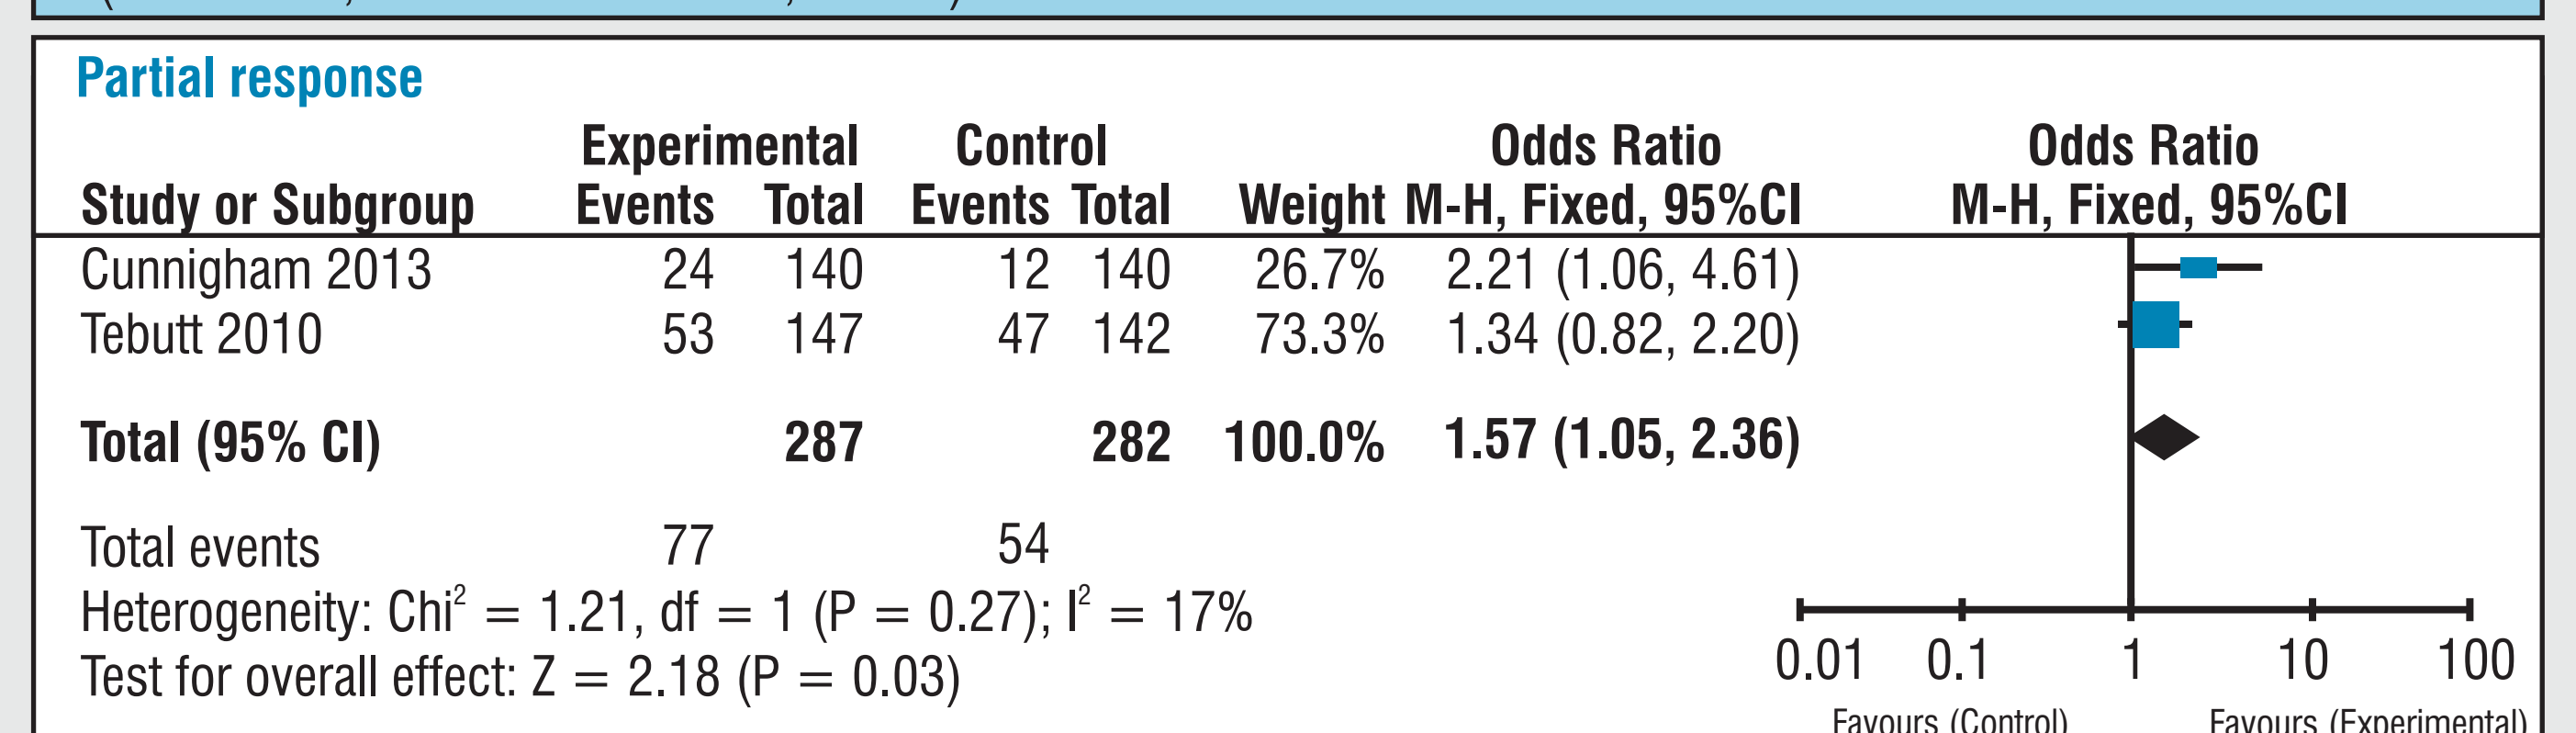 Partial response
Experimental Control Odds Ratio Odds Ratio
Study or Subgroup Events Total Events Total Weight M-H, Fixed, 95%CI M-H, Fixed, 95%CI
Cunnigham 2013 24 140 12 140 26.7% 2.21 (1.06, 4.61)
Tebutt 2010 53 147 47 142 73.3% 1.34 (0.82, 2.20)
Total (95% CI) 287 282 100.0% 1.57 (1.05, 2.36)
Total events 77 54
Heterogeneity: Chi² = 1.21, df = 1 (P = 0.27); I² = 17%
Test for overall effect: Z = 2.18 (P = 0.03)
0.01 0.1 1 10 100
Favours (Control) Favours (Experimental)